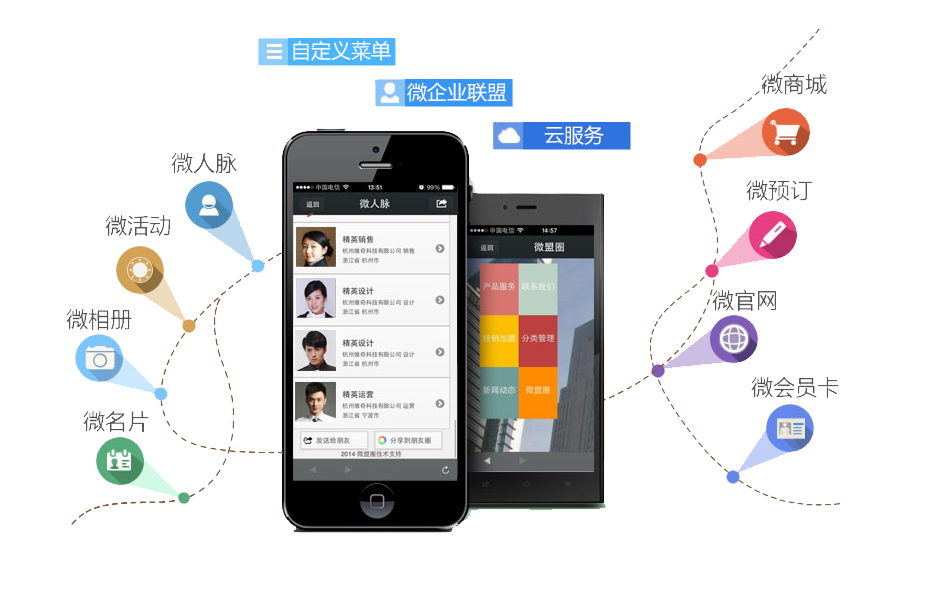 自定义菜单
微企业联盟
云服务
微人脉
微活动
微相册
微名片
微商城
微预订
微官网
微会员卡
中国电信 13:51 99%
返回 微人脉
精英销售
杭州维奇科技有限公司 销售
浙江省 杭州市
精英设计
杭州维奇科技有限公司 设计
浙江省 杭州市
精英设计
杭州维奇科技有限公司 设计
浙江省 杭州市
精英运营
杭州维奇科技有限公司 运营
浙江省 宁波市
发送给朋友 分享到朋友圈
2014 微盟圈技术支持
中国电信 14:57
返回 微盟圈
产品服务 联系我们
经销加盟 分类管理
新闻动态 微盟圈